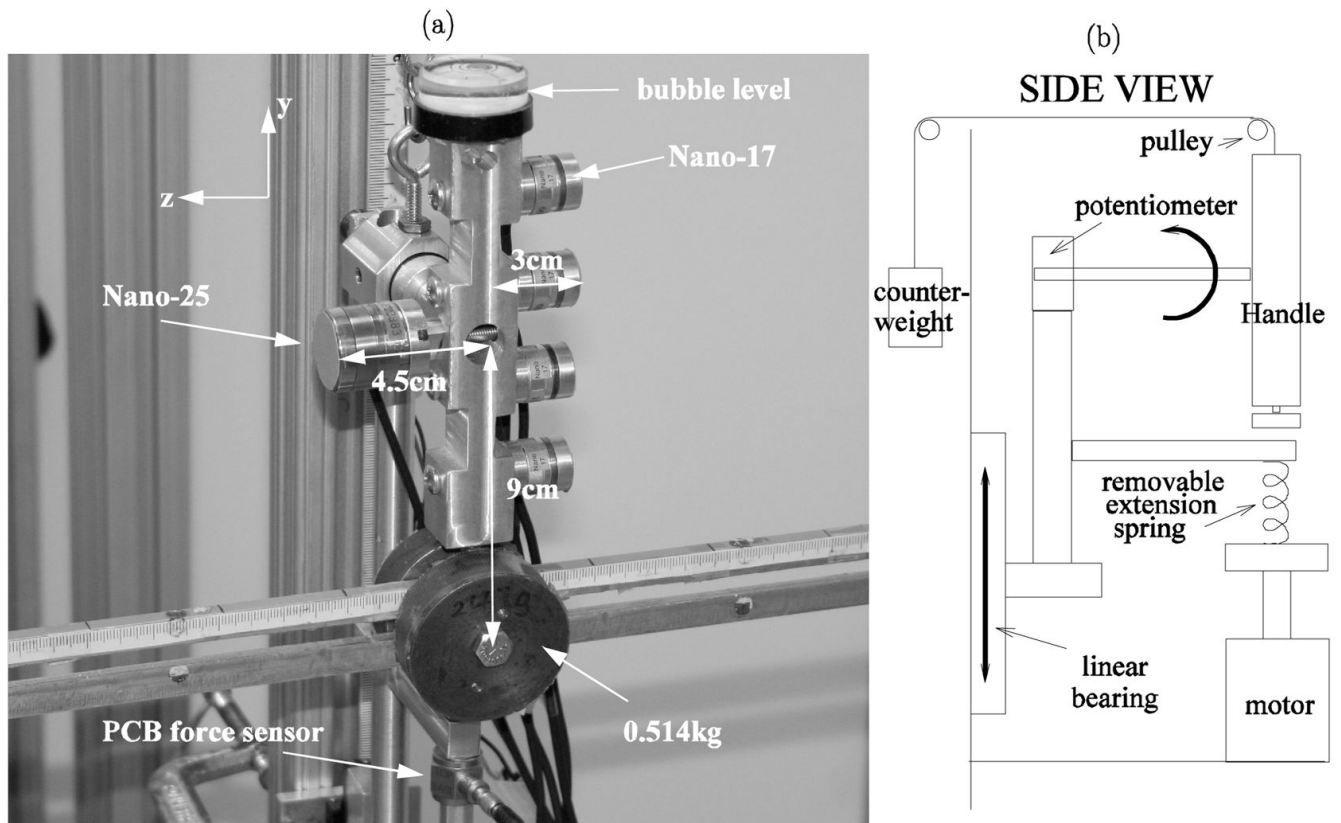 (a)
bubble level
y
Nano-17
z
3cm
Nano-25
4.5cm
9cm
PCB force sensor
0.514kg
(b)
SIDE VIEW
pulley
potentiometer
counter-
weight
Handle
removable
extension
spring
linear
bearing
motor